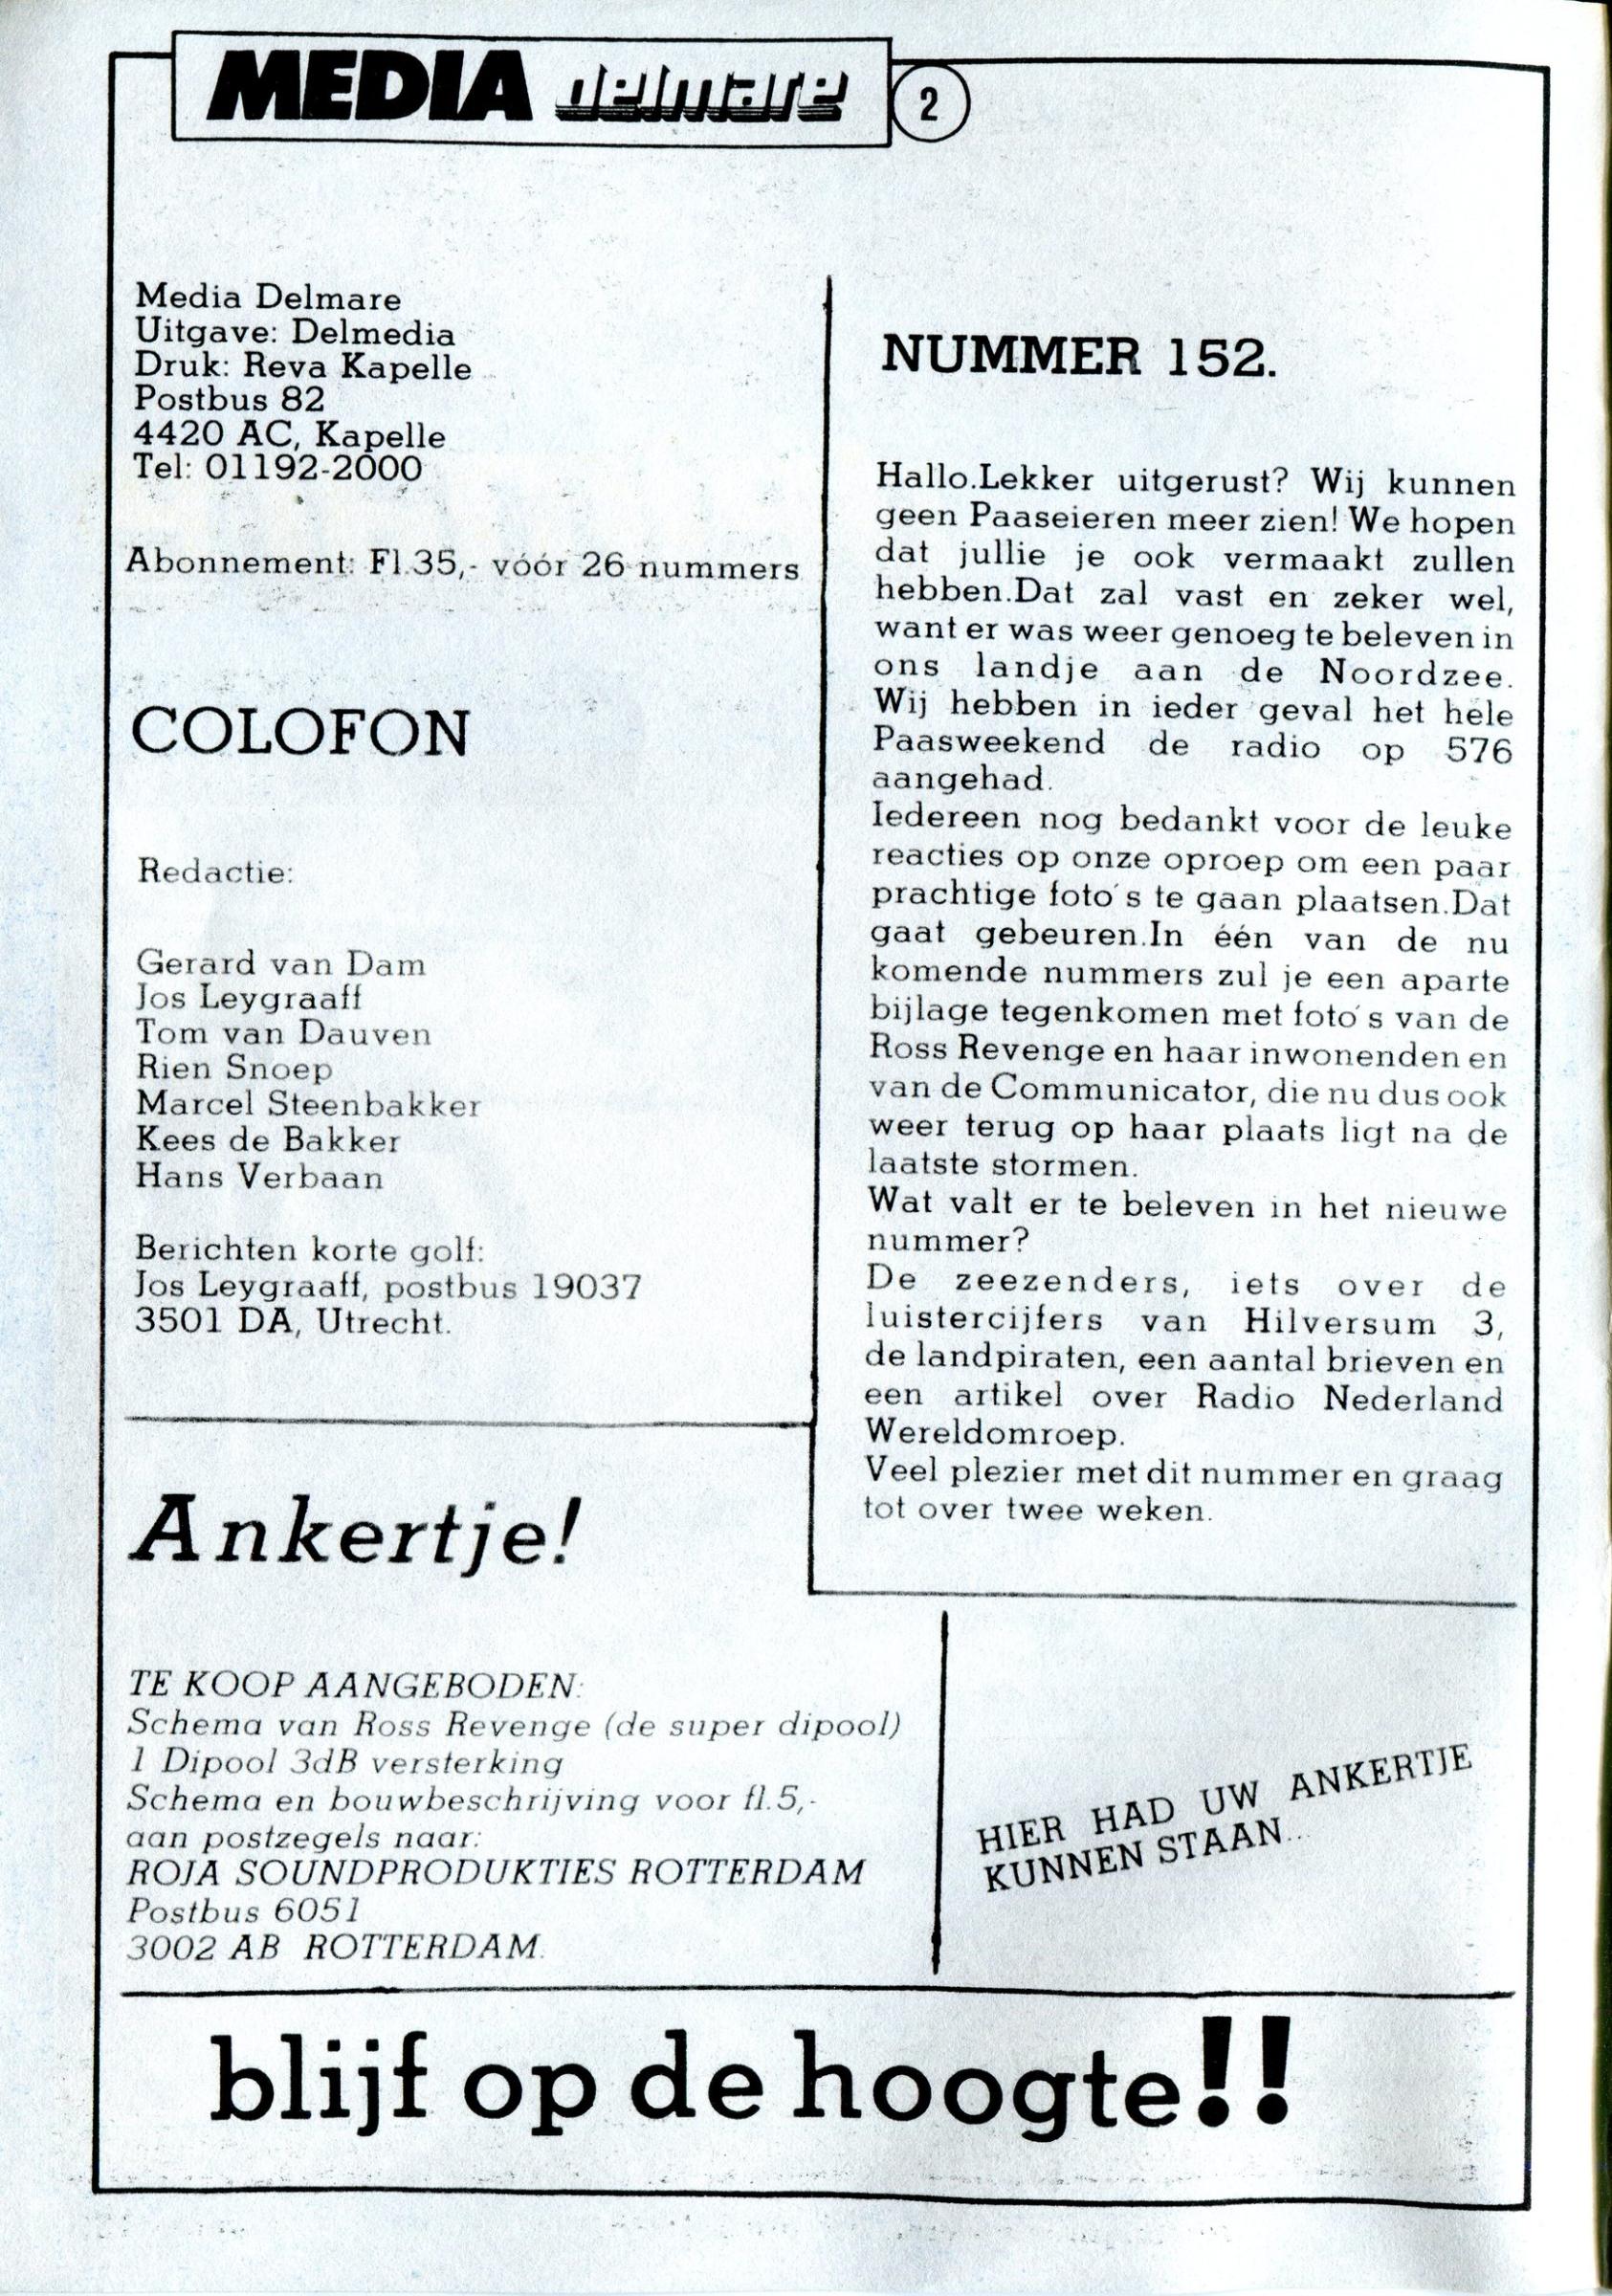 MEDIA delmare 2
Media Delmare
Uitgave: Delmedia
Druk: Reva Kapelle
Postbus 82
4420 AC, Kapelle
Tel: 01192-2000
Abonnement: Fl.35,- vóór 26 nummers
COLOFON
Redactie:
Gerard van Dam
Jos Leygraaff
Tom van Dauven
Rien Snoep
Marcel Steenbakker
Kees de Bakker
Hans Verbaan
Berichten korte golf:
Jos Leygraaff, postbus 19037
3501 DA, Utrecht.
NUMMER 152.
Hallo.Lekker uitgerust? Wij kunnen
geen Paaseieren meer zien! We hopen
dat jullie je ook vermaakt zullen
hebben.Dat zal vast en zeker wel,
want er was weer genoeg te beleven in
ons landje aan de Noordzee.
Wij hebben in ieder geval het hele
Paasweekend de radio op 576
aangehad.
Iedereen nog bedankt voor de leuke
reacties op onze oproep om een paar
prachtige foto's te gaan plaatsen.Dat
gaat gebeuren.In één van de nu
komende nummers zul je een aparte
bijlage tegenkomen met foto's van de
Ross Revenge en haar inwonenden en
van de Communicator, die nu dus ook
weer terug op haar plaats ligt na de
laatste stormen.
Wat valt er te beleven in het nieuwe
nummer?
De zeezenders, iets over de
luistercijfers van Hilversum 3,
de landpiraten, een aantal brieven en
een artikel over Radio Nederland
Wereldomroep.
Veel plezier met dit nummer en graag
tot over twee weken.
Ankertje!
TE KOOP AANGEBODEN:
Schema van Ross Revenge (de super dipool)
1 Dipool 3dB versterking
Schema en bouwbeschrijving voor fl.5,-
aan postzegels naar:
ROJA SOUNDPRODUKTIES ROTTERDAM
Postbus 6051
3002 AB ROTTERDAM.
HIER HAD UW ANKERTJE
KUNNEN STAAN...
blijf op de hoogte!!